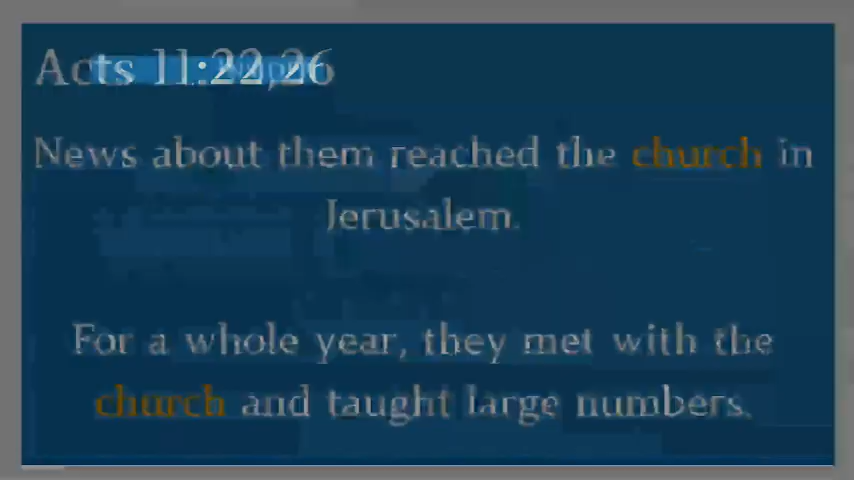 Acts 11:22,26
News about them reached the church in
Jerusalem.
For a whole year, they met with the
church and taught large numbers.